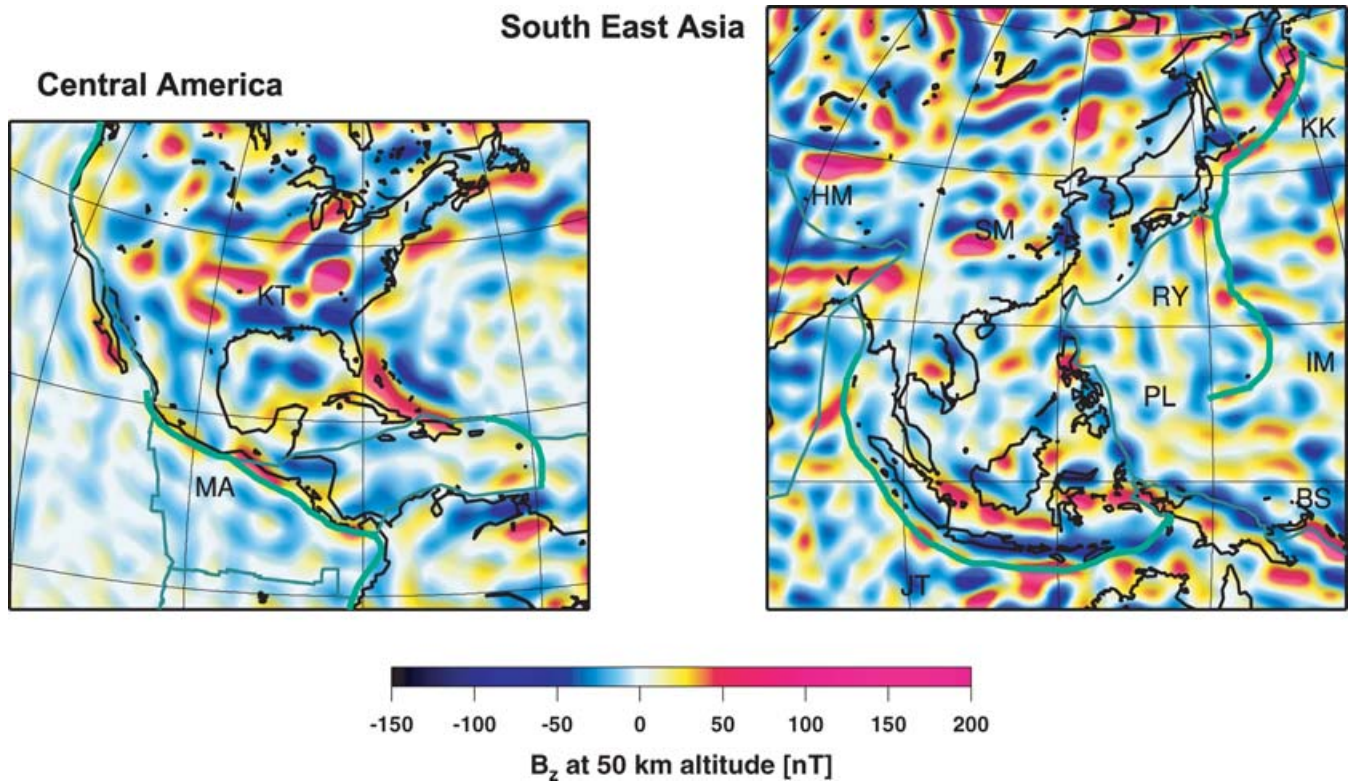 South East Asia
Central America
KK
HM
SM
KT
RY
IM
PL
MA
BS
JT
-150 -100 -50 0 50 100 150 200
Bz at 50 km altitude [nT]